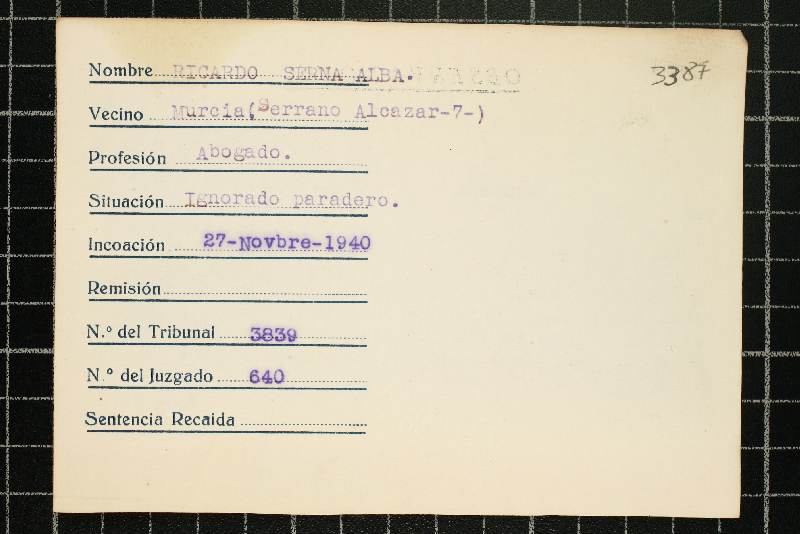 3387
Nombre RICARDO SERNA ALBA.
Vecino Murcia(Serrano Alcazar-7-)
Profesión Abogado.
Situación Ignorado paradero.
Incoación 27-Novbre-1940
Remisión
N.º del Tribunal 3839
N.º del Juzgado 640
Sentencia Recaida